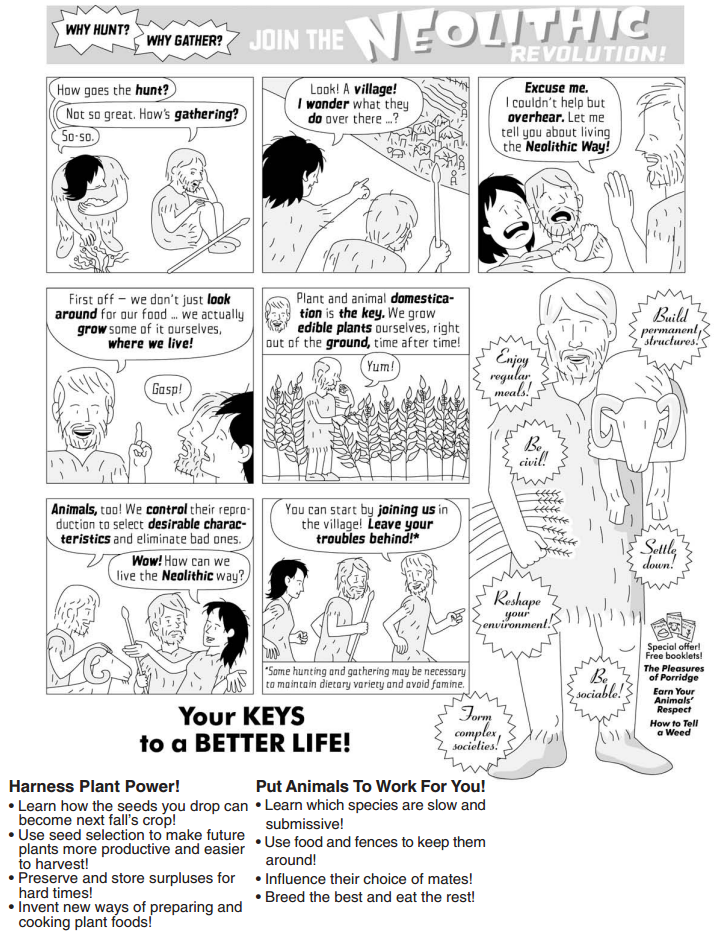 WHY HUNT?
WHY GATHER?
JOIN THE
NEOLITHIC
REVOLUTION!
How goes the hunt?
Not so great. How's gathering?
So-so.
Look! A village!
I wonder what they
do over there ...?
Excuse me.
I couldn't help but
overhear. Let me
tell you about living
the Neolithic Way!
First off – we don't just look
around for our food ... we actually
grow some of it ourselves,
where we live!
Gasp!
Plant and animal domestica-
tion is the key. We grow
edible plants ourselves, right
out of the ground, time after time!
Yum!
Animals, too! We control their repro-
duction to select desirable charac-
teristics and eliminate bad ones.
Wow! How can we
live the Neolithic way?
You can start by joining us in
the village! Leave your
troubles behind!*
*Some hunting and gathering may be necessary
to maintain dietary variety and avoid famine.
Build
permanent
structures!
Enjoy
regular
meals!
Be
civil!
Settle
down!
Reshape
your
environment!
Be
sociable!
Form
complex
societies!
Special offer!
Free booklets!
The Pleasures
of Porridge
Earn Your
Animals'
Respect
How to Tell
a Weed
Your KEYS
to a BETTER LIFE!
Harness Plant Power!
• Learn how the seeds you drop can
become next fall's crop!
• Use seed selection to make future
plants more productive and easier
to harvest!
• Preserve and store surpluses for
hard times!
• Invent new ways of preparing and
cooking plant foods!
Put Animals To Work For You!
• Learn which species are slow and
submissive!
• Use food and fences to keep them
around!
• Influence their choice of mates!
• Breed the best and eat the rest!